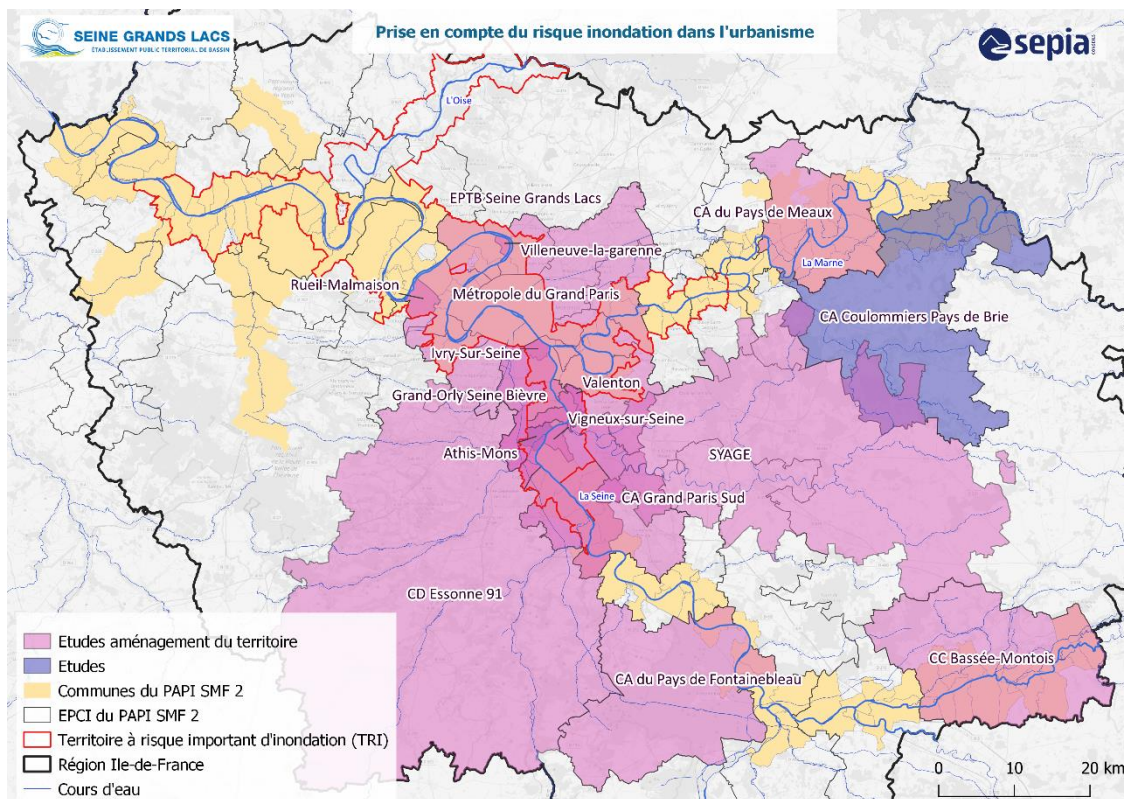 SEINE GRANDS LACS
ÉTABLISSEMENT PUBLIC TERRITORIAL DE BASSIN
Prise en compte du risque inondation dans l'urbanisme
sepia
L'Oise
EPTB Seine Grands Lacs
CA du Pays de Meaux
Villeneuve-la-garenne
La Marne
Rueil-Malmaison
Métropole du Grand Paris
CA Coulommiers Pays de Brie
Ivry-Sur-Seine
Valenton
Grand-Orly Seine Bièvre
Vigneux-sur-Seine
Athis-Mons
SYAGE
La Seine
CA Grand Paris Sud
CD Essonne 91
CC Bassée-Montois
CA du Pays de Fontainebleau
Etudes aménagement du territoire
Etudes
Communes du PAPI SMF 2
EPCI du PAPI SMF 2
Territoire à risque important d'inondation (TRI)
Région Ile-de-France
Cours d'eau
0 10 20 km